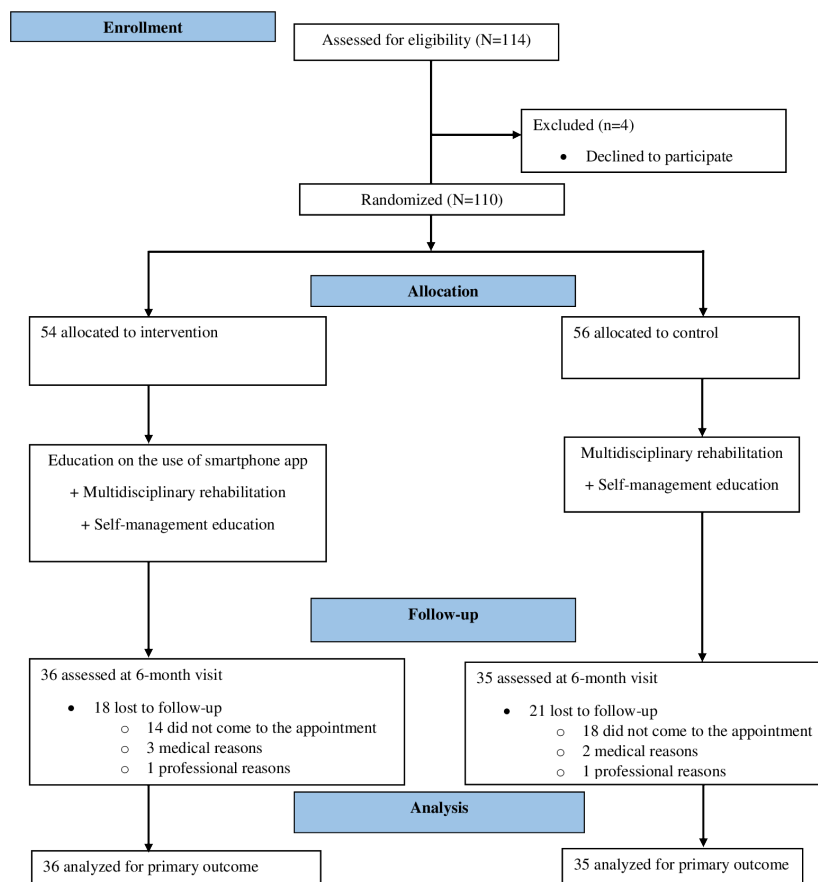 Enrollment
Assessed for eligibility (N=114)
Excluded (n=4)
• Declined to participate
Randomized (N=110)
Allocation
54 allocated to intervention
56 allocated to control
Education on the use of smartphone app
+ Multidisciplinary rehabilitation
+ Self-management education
Multidisciplinary rehabilitation
+ Self-management education
Follow-up
36 assessed at 6-month visit
• 18 lost to follow-up
o 14 did not come to the appointment
o 3 medical reasons
o 1 professional reasons
35 assessed at 6-month visit
• 21 lost to follow-up
o 18 did not come to the appointment
o 2 medical reasons
o 1 professional reasons
Analysis
36 analyzed for primary outcome
35 analyzed for primary outcome